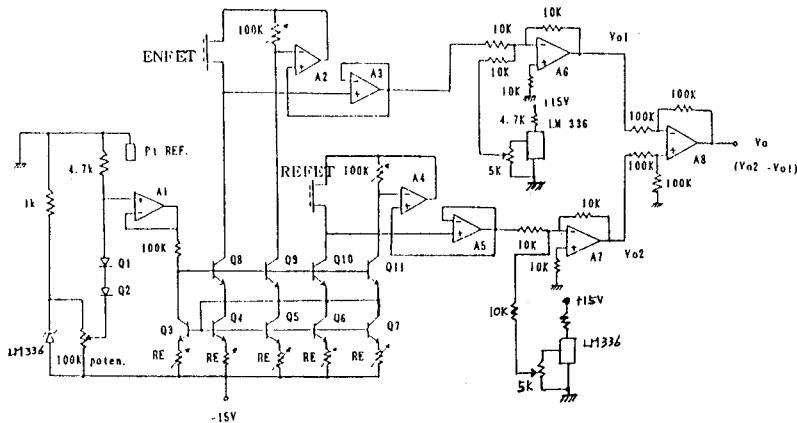 100K
ENFET
A2
A3
10K
10K
10K
10K
A6
Vo1
+15V
4.7K
LM 336
5K
100K
100K
100K
100K
A8
Vo
(Vo2 -Vo1)
Pt REF.
4.7k
1k
A1
100K
REFET
100K
A4
A5
10K
10K
10K
A7
Vo2
Q1
Q2
Q8
Q9
Q10
Q11
Q3
Q4
Q5
Q6
Q7
LM336
100K poten.
RE
RE
RE
RE
RE
-15V
10K
+15V
LM336
5K